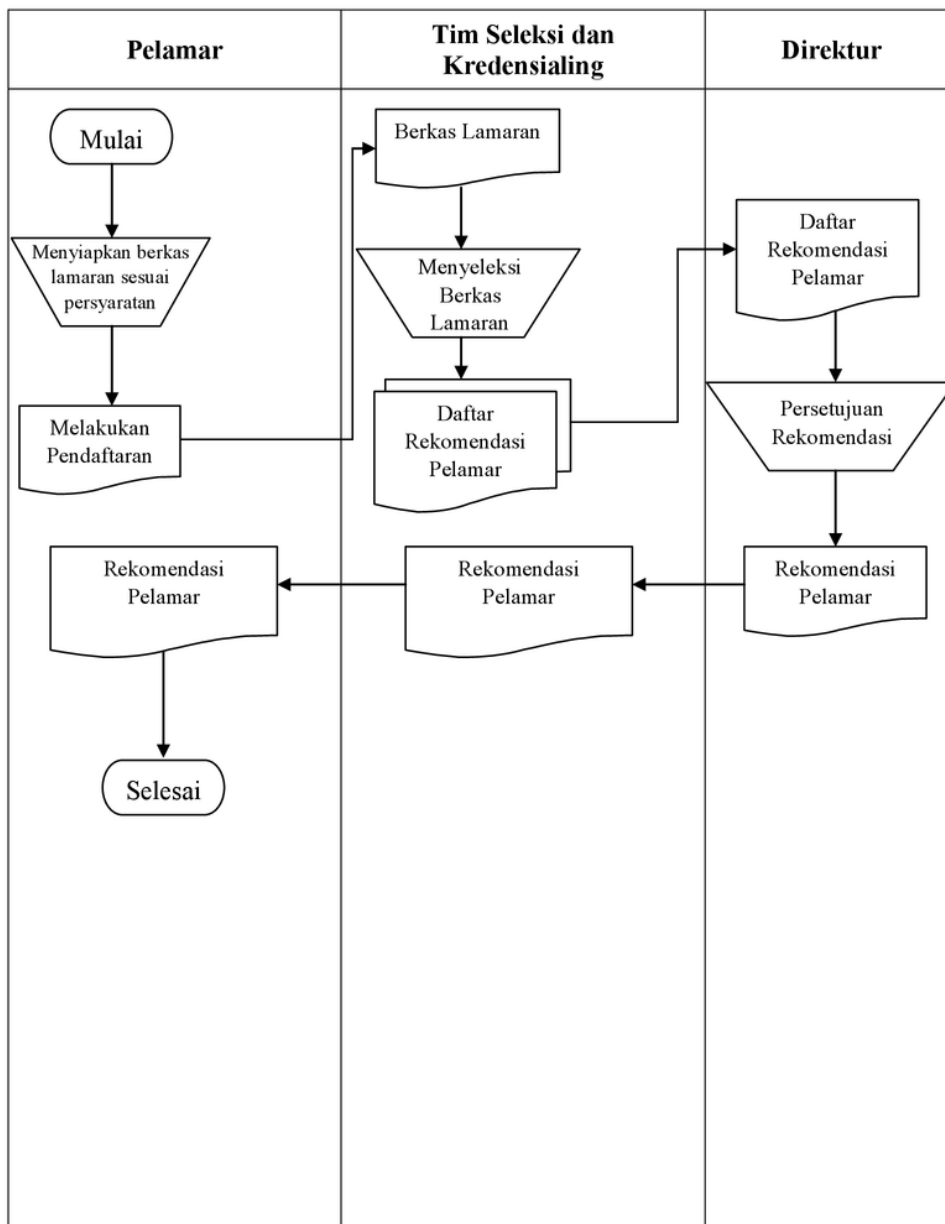 Pelamar
Tim Seleksi dan
Kredensialing
Direktur
Mulai
Menyiapkan berkas
lamaran sesuai
persyaratan
Melakukan
Pendaftaran
Berkas Lamaran
Menyeleksi
Berkas
Lamaran
Daftar
Rekomendasi
Pelamar
Daftar
Rekomendasi
Pelamar
Persetujuan
Rekomendasi
Rekomendasi
Pelamar
Rekomendasi
Pelamar
Rekomendasi
Pelamar
Selesai